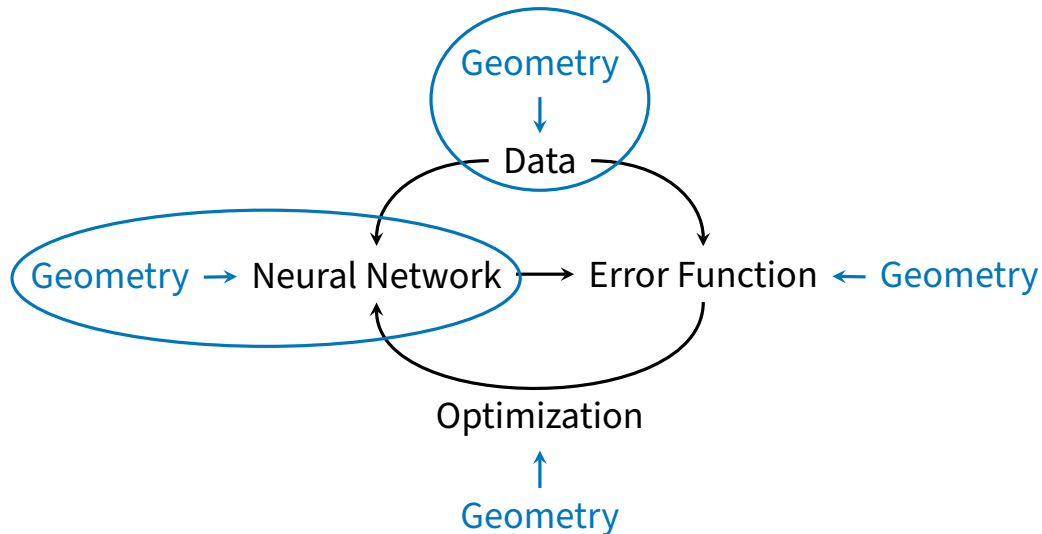 Geometry
Data
Geometry Neural Network Error Function Geometry
Optimization
Geometry